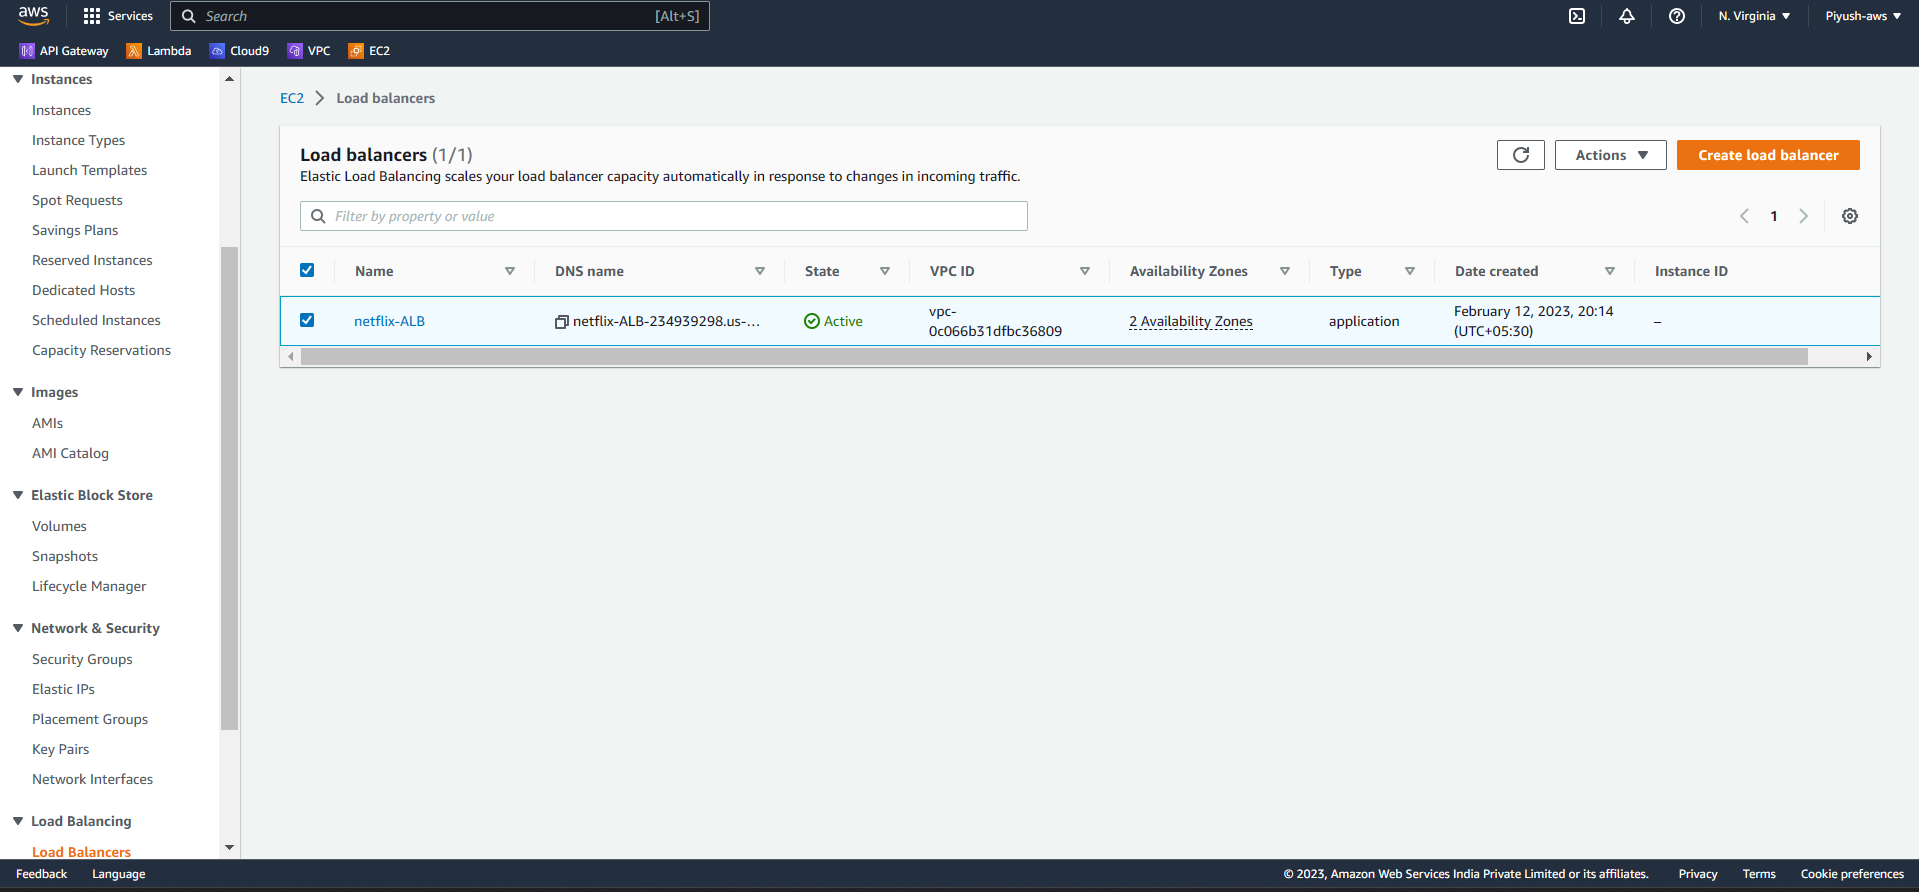 aws
Services
Search [Alt+S]
N. Virginia
Piyush-aws
API Gateway
Lambda
Cloud9
VPC
EC2
Instances
Instances
Instance Types
Launch Templates
Spot Requests
Savings Plans
Reserved Instances
Dedicated Hosts
Scheduled Instances
Capacity Reservations
Images
AMIs
AMI Catalog
Elastic Block Store
Volumes
Snapshots
Lifecycle Manager
Network & Security
Security Groups
Elastic IPs
Placement Groups
Key Pairs
Network Interfaces
Load Balancing
Load Balancers
EC2 > Load balancers
Load balancers (1/1)
Elastic Load Balancing scales your load balancer capacity automatically in response to changes in incoming traffic.
Actions
Create load balancer
Filter by property or value
1
Name DNS name State VPC ID Availability Zones Type Date created Instance ID
netflix-ALB
netflix-ALB-234939298.us-...
Active
vpc-
0c066b31dfbc36809
2 Availability Zones
application
February 12, 2023, 20:14
(UTC+05:30)
–
Feedback
Language
© 2023, Amazon Web Services India Private Limited or its affiliates.
Privacy
Terms
Cookie preferences